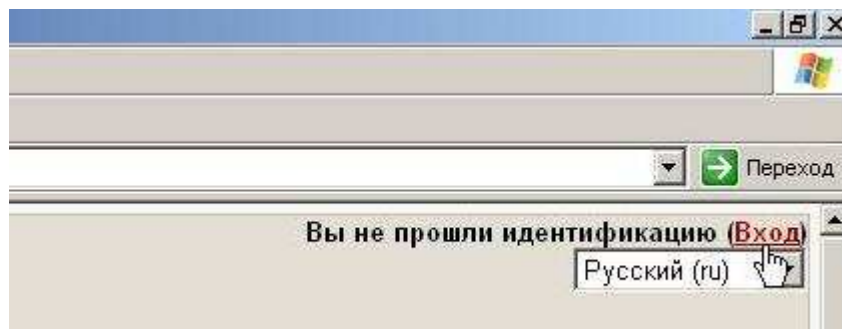 Переход
Вы не прошли идентификацию (Вход)
Русский (ru)